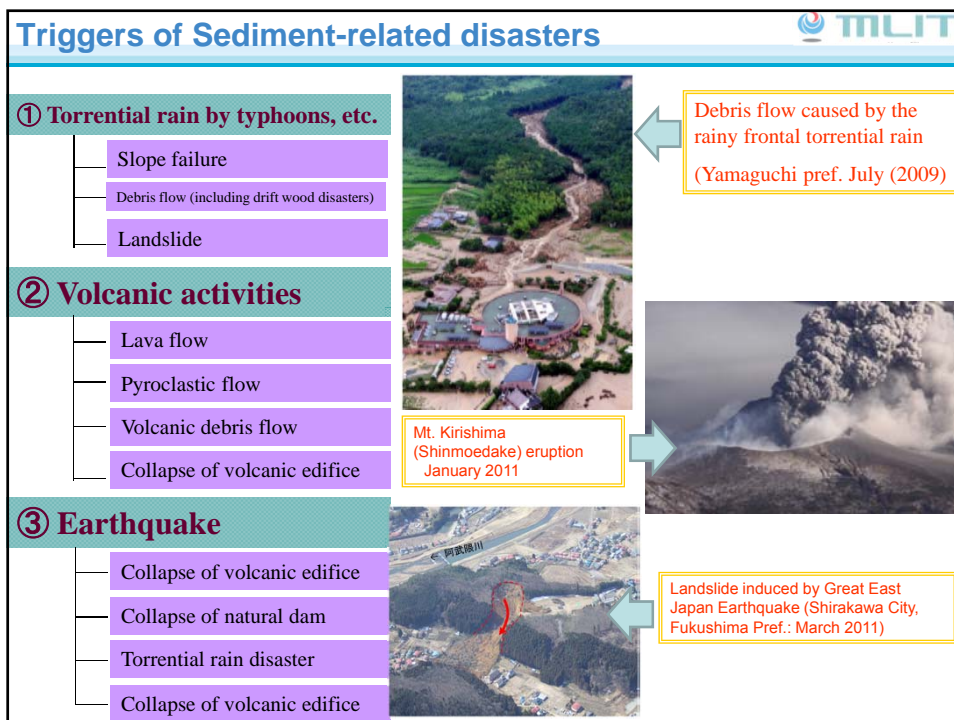 Triggers of Sediment-related disasters
MLIT
① Torrential rain by typhoons, etc.
Slope failure
Debris flow (including drift wood disasters)
Landslide
② Volcanic activities
Lava flow
Pyroclastic flow
Volcanic debris flow
Collapse of volcanic edifice
③ Earthquake
Collapse of volcanic edifice
Collapse of natural dam
Torrential rain disaster
Collapse of volcanic edifice
Debris flow caused by the
rainy frontal torrential rain
(Yamaguchi pref. July (2009)
Mt. Kirishima
(Shinmoedake) eruption
January 2011
阿武隈川
Landslide induced by Great East
Japan Earthquake (Shirakawa City,
Fukushima Pref.: March 2011)